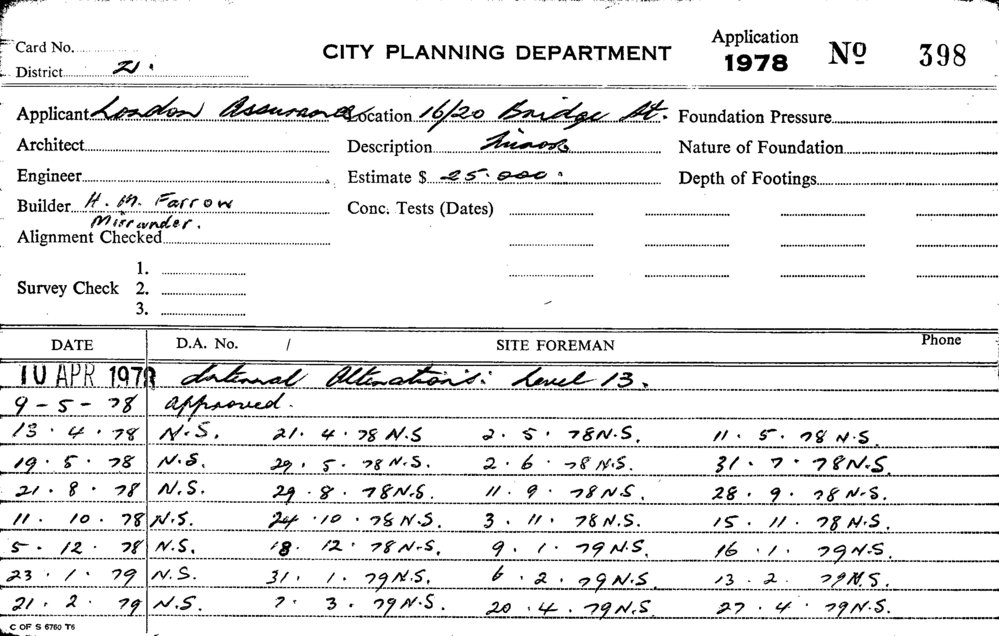 Card No.
CITY PLANNING DEPARTMENT
Application 1978 Nº 398
District 21.
Applicant London Assurance Location 16/20 Bridge St. Foundation Pressure
Architect Description Minor Nature of Foundation
Engineer Estimate $ 25.000. Depth of Footings
Builder H. M. Farrow Conc. Tests (Dates)
Alignment Checked
1.
Survey Check 2.
3.
DATE D.A. No. / SITE FOREMAN Phone
10 APR 1978 Internal Alterations: Level 13.
9-5-78 Approved.
13.4.78 N.S. 21.4.78 N.S 2.5.78 N.S. 11.5.78 N.S.
19.5.78 N.S. 29.5.78 N.S. 2.6.78 N.S. 31.7.78 N.S.
21.8.78 N.S. 29.8.78 N.S. 11.9.78 N.S. 28.9.78 N.S.
11.10.78 N.S. 24.10.78 N.S. 3.11.78 N.S. 15.11.78 N.S.
5.12.78 N.S. 18.12.78 N.S. 9.1.79 N.S. 16.1.79 N.S.
23.1.79 N.S. 31.1.79 N.S. 6.2.79 N.S. 13.2.79 N.S.
21.2.79 N.S. 7.3.79 N.S. 20.4.79 N.S 27.4.79 N.S.
C OF S 6760 T6